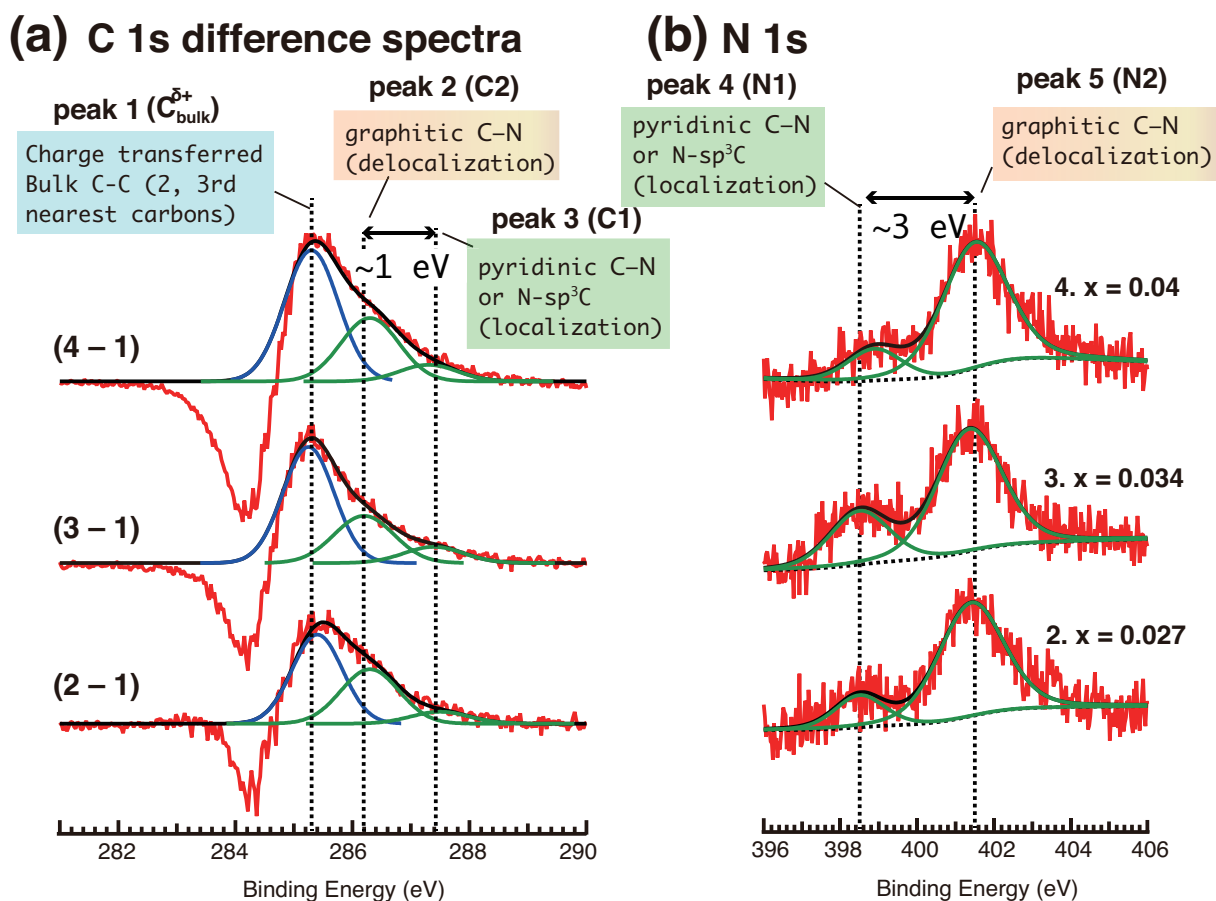 (a) C 1s difference spectra
peak 1 (C^δ+_bulk)
Charge transferred
Bulk C-C (2, 3rd
nearest carbons)
peak 2 (C2)
graphitic C–N
(delocalization)
peak 3 (C1)
pyridinic C–N
or N-sp³C
(localization)
~1 eV
(4 – 1)
(3 – 1)
(2 – 1)
282 284 286 288 290
Binding Energy (eV)
(b) N 1s
peak 4 (N1)
pyridinic C–N
or N-sp³C
(localization)
peak 5 (N2)
graphitic C–N
(delocalization)
~3 eV
4. x = 0.04
3. x = 0.034
2. x = 0.027
396 398 400 402 404 406
Binding Energy (eV)